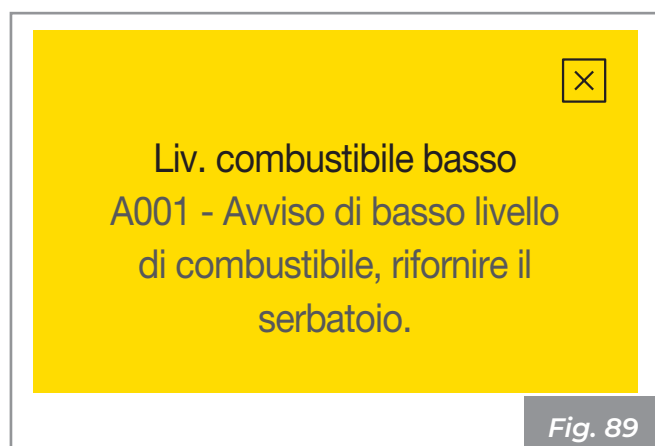 Liv. combustibile basso
A001 - Avviso di basso livello
di combustibile, rifornire il
serbatoio.
Fig. 89